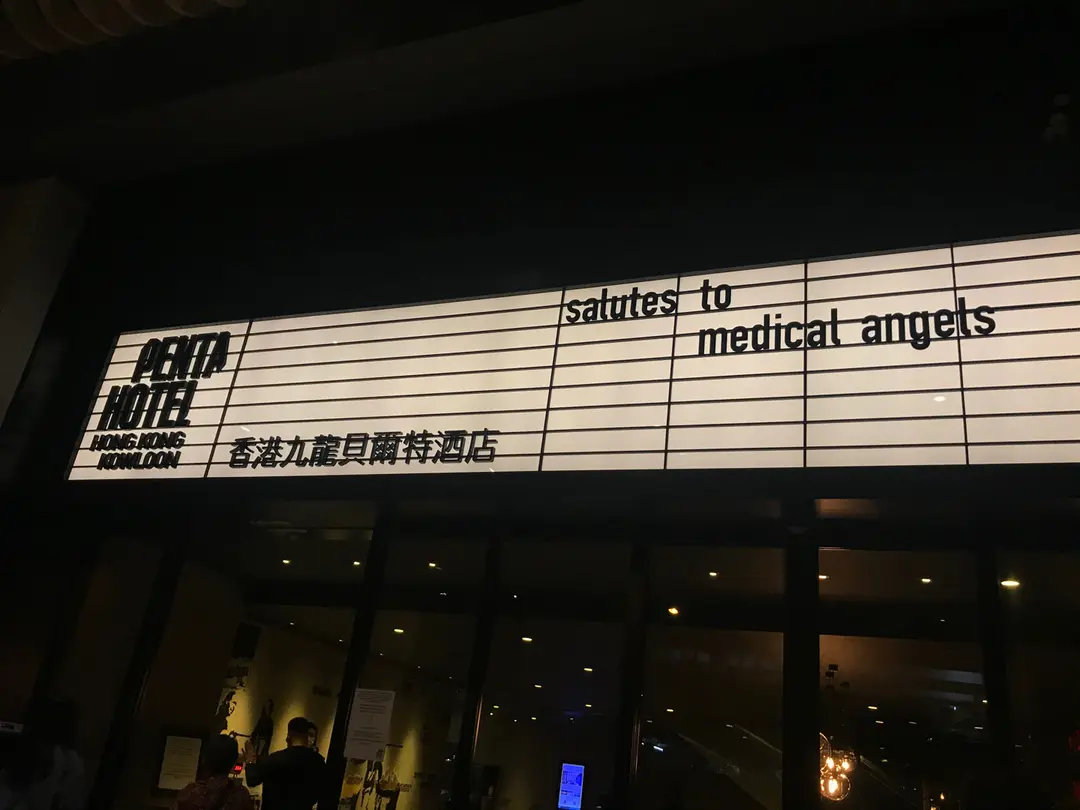 PENTA
HOTEL
HONG KONG
KOWLOON
香港九龍貝爾特酒店
salutes to
medical angels